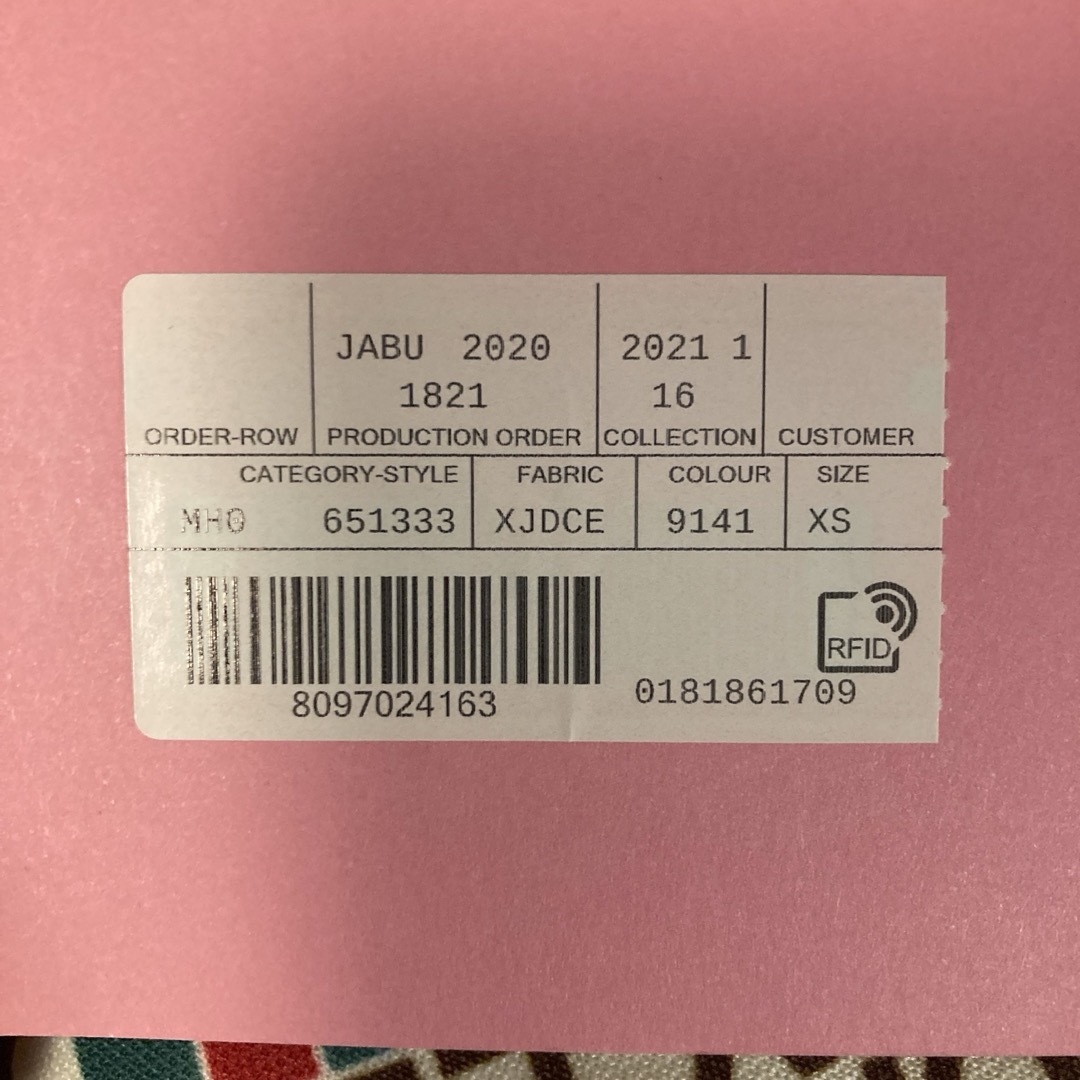 JABU 2020 2021 1
1821 16
ORDER-ROW PRODUCTION ORDER COLLECTION CUSTOMER
CATEGORY-STYLE FABRIC COLOUR SIZE
MH0 651333 XJDCE 9141 XS
RFID
8097024163 0181861709